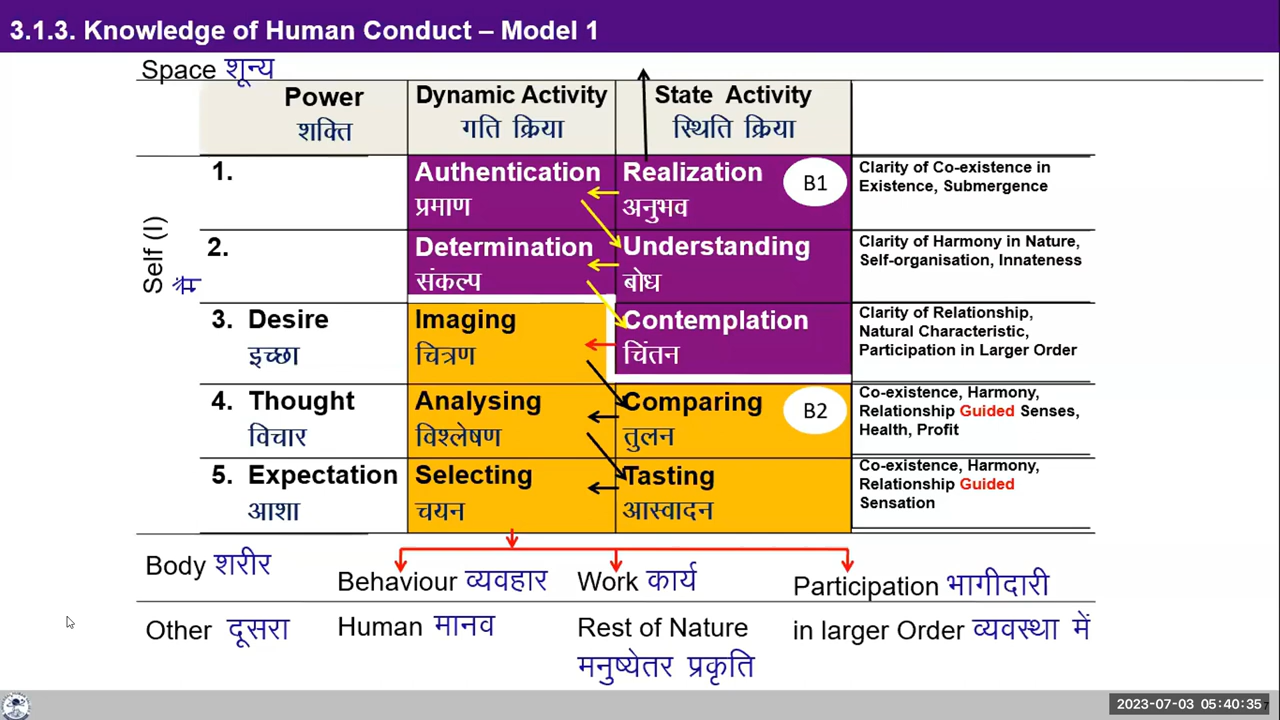 3.1.3. Knowledge of Human Conduct – Model 1
Space शून्य
Power
शक्ति
Dynamic Activity
गति क्रिया
State Activity
स्थिति क्रिया
Self (I)
मैं
1.
Authentication
प्रमाण
Realization
अनुभव
B1
Clarity of Co-existence in
Existence, Submergence
2.
Determination
संकल्प
Understanding
बोध
Clarity of Harmony in Nature,
Self-organisation, Innateness
3. Desire
इच्छा
Imaging
चित्रण
Contemplation
चिंतन
Clarity of Relationship,
Natural Characteristic,
Participation in Larger Order
4. Thought
विचार
Analysing
विश्लेषण
Comparing
तुलन
B2
Co-existence, Harmony,
Relationship Guided Senses,
Health, Profit
5. Expectation
आशा
Selecting
चयन
Tasting
आस्वादन
Co-existence, Harmony,
Relationship Guided
Sensation
Body शरीर
Behaviour व्यवहार
Work कार्य
Participation भागीदारी
Other दूसरा
Human मानव
Rest of Nature
मनुष्येतर प्रकृति
in larger Order व्यवस्था में
2023-07-03 05:40:35